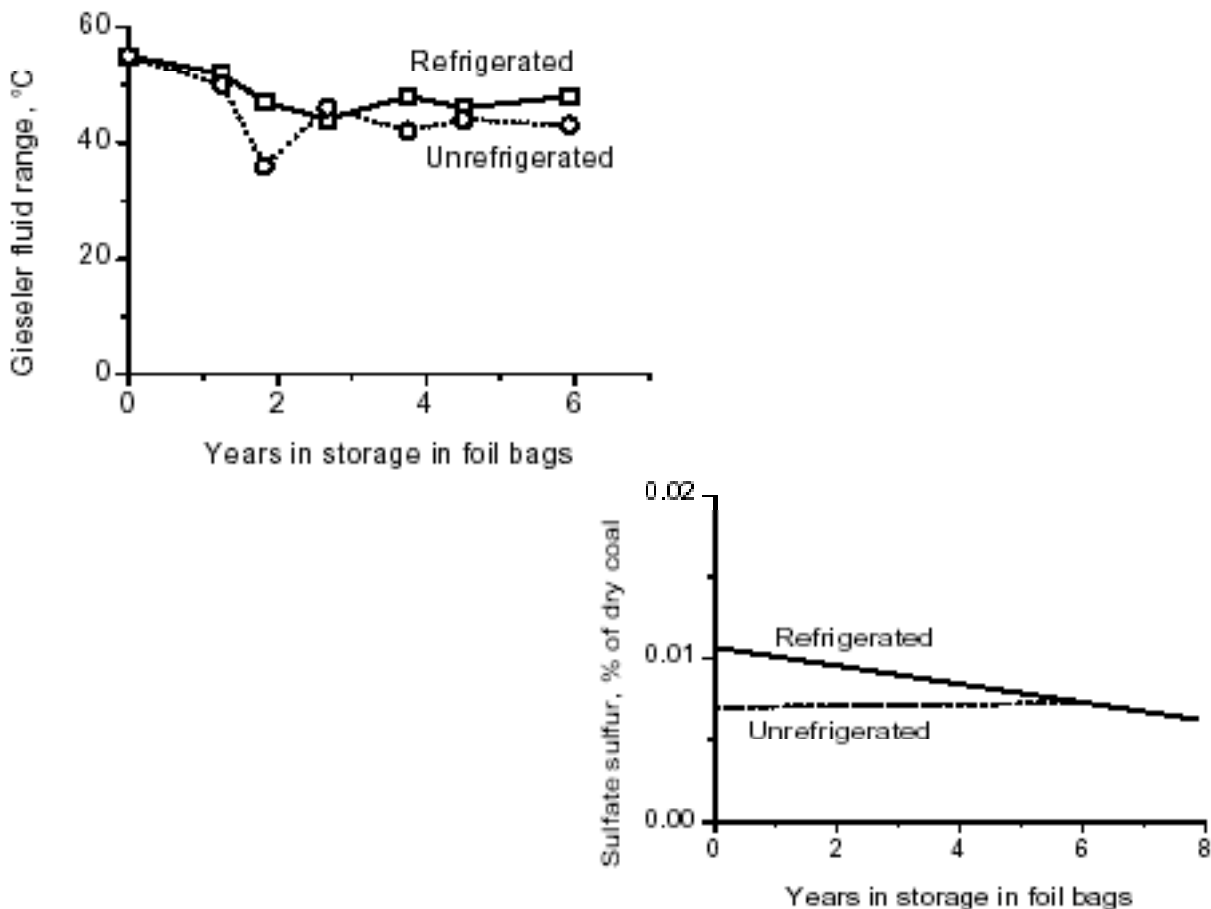 60
Refrigerated
40
Unrefrigerated
20
0
0 2 4 6
Gieseler fluid range , ºC
Years in storage in foil bags
0.02
Refrigerated
0.01
Unrefrigerated
0.00
0 2 4 6 8
Sulfate sulfur, % of dry coal
Years in storage in foil bags